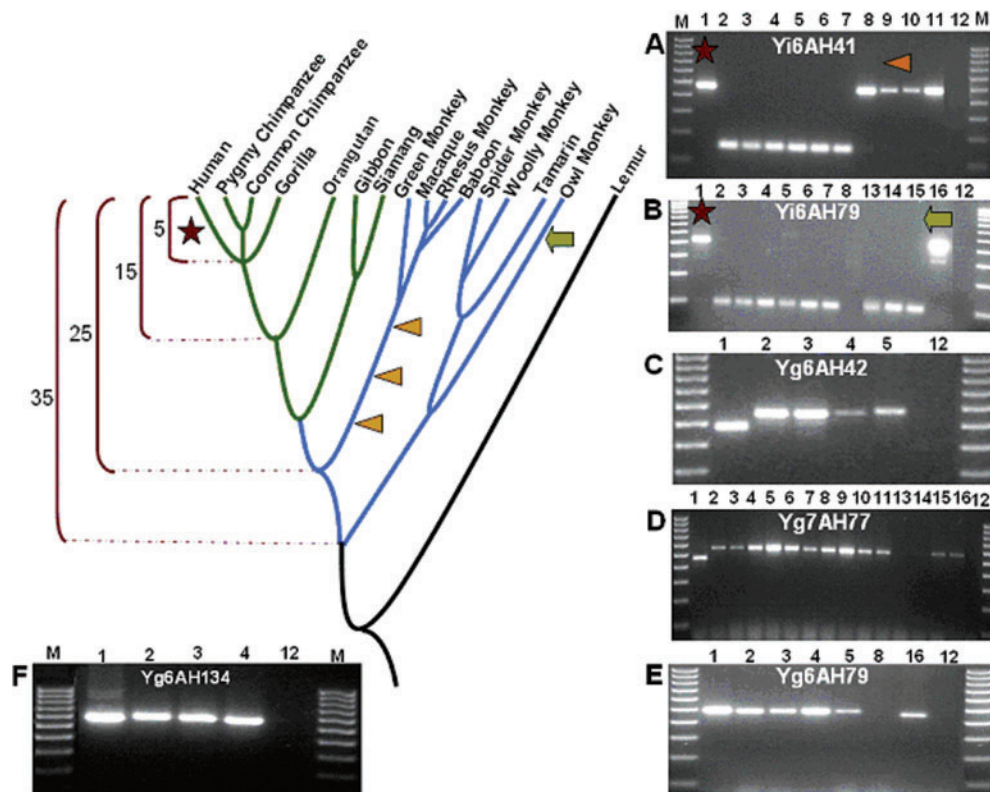 Human
Pygmy Chimpanzee
Common Chimpanzee
Gorilla
Orangutan
Gibbon
Siamang
Green Monkey
Macaque
Rhesus Monkey
Baboon
Spider Monkey
Woolly Monkey
Tamarin
Owl Monkey
Lemur
5
15
25
35
A
M 1 2 3 4 5 6 7 8 9 10 11 12 M
Yi6AH41
B
1 2 3 4 5 6 7 8 13 14 15 16 12
Yi6AH79
C
1 2 3 4 5 12
Yg6AH42
D
1 2 3 4 5 6 7 8 9 10 11 13 14 15 16 12
Yg7AH77
E
1 2 3 4 5 8 16 12
Yg6AH79
F
M 1 2 3 4 12 M
Yg6AH134